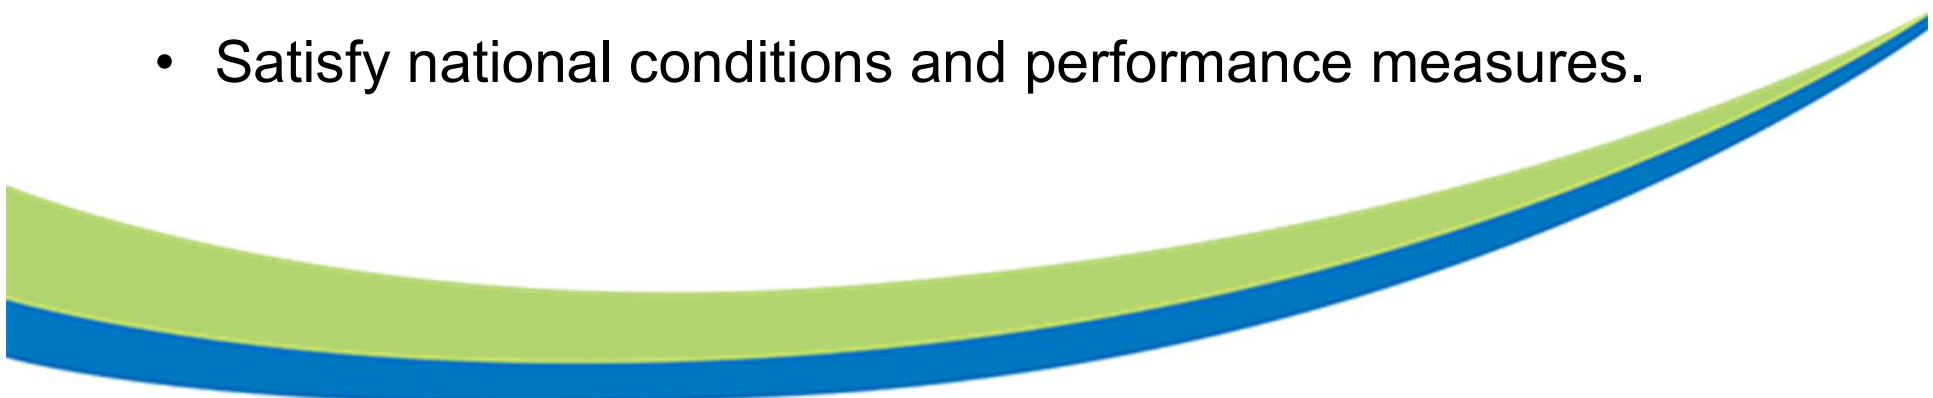 • Satisfy national conditions and performance measures.